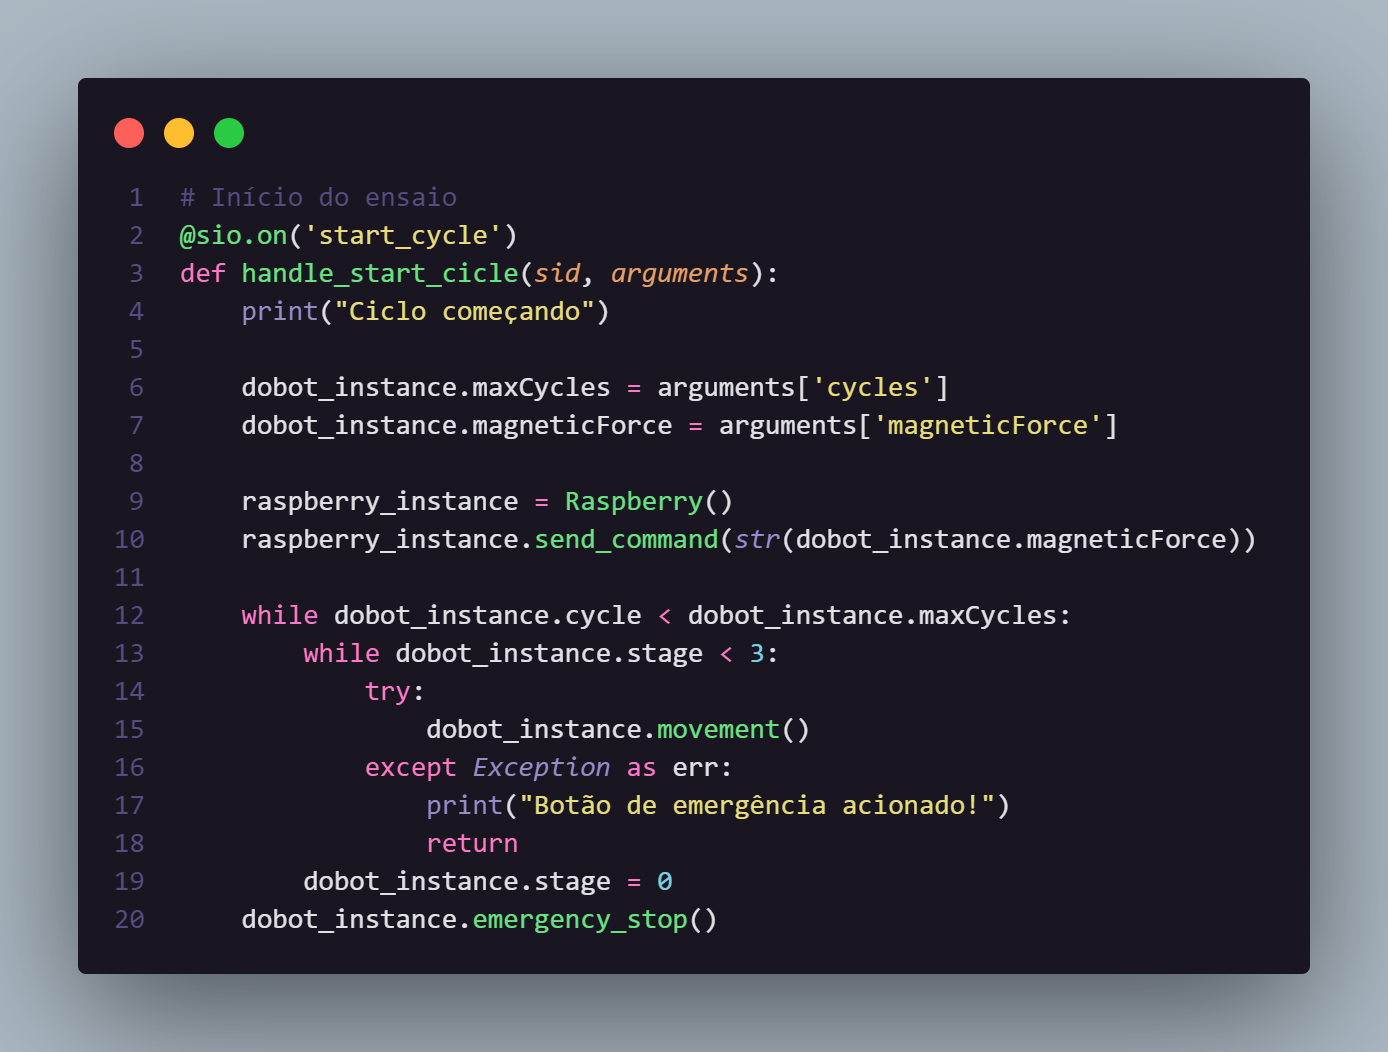 1 # Início do ensaio
2 @sio.on('start_cycle')
3 def handle_start_cicle(sid, arguments):
4     print("Ciclo começando")
5
6     dobot_instance.maxCycles = arguments['cycles']
7     dobot_instance.magneticForce = arguments['magneticForce']
8
9     raspberry_instance = Raspberry()
10     raspberry_instance.send_command(str(dobot_instance.magneticForce))
11
12     while dobot_instance.cycle < dobot_instance.maxCycles:
13         while dobot_instance.stage < 3:
14             try:
15                 dobot_instance.movement()
16             except Exception as err:
17                 print("Botão de emergência acionado!")
18                 return
19         dobot_instance.stage = 0
20     dobot_instance.emergency_stop()